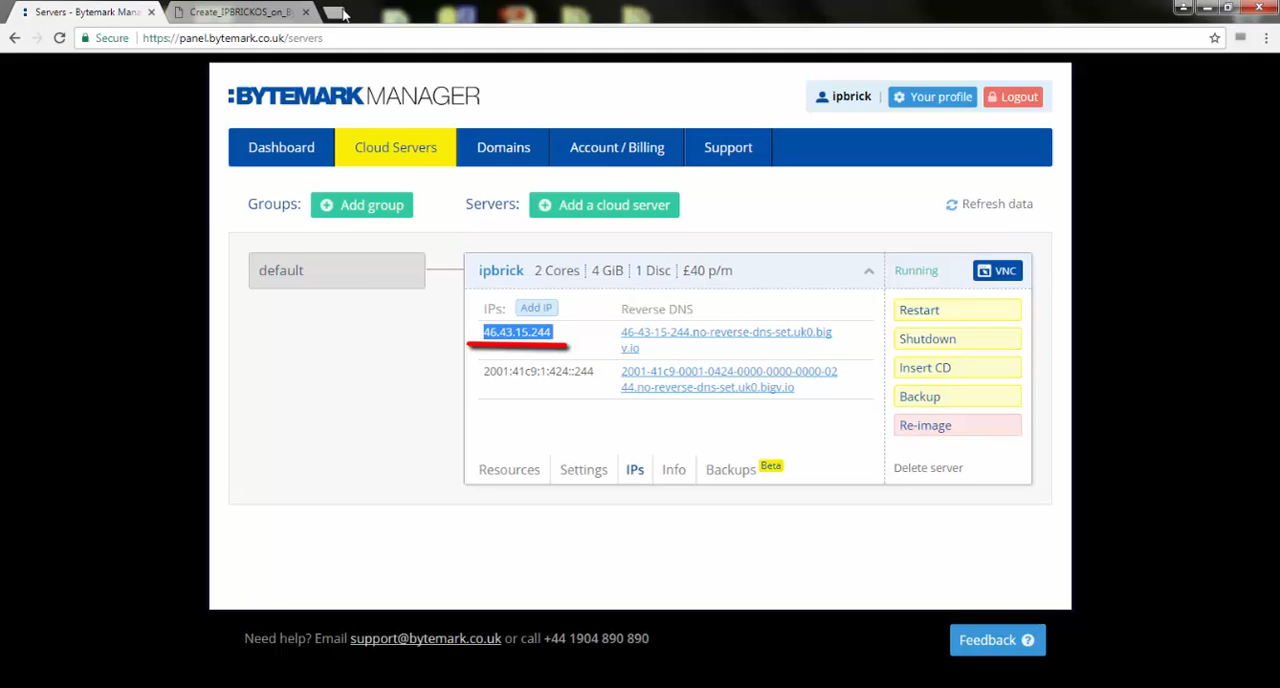 Servers - Bytemark Mana
Create_IPBRICKOS_on_B
Secure https://panel.bytemark.co.uk/servers
:BYTEMARK MANAGER
ipbrick Your profile Logout
Dashboard Cloud Servers Domains Account / Billing Support
Groups: Add group Servers: Add a cloud server Refresh data
default
ipbrick 2 Cores 4 GiB 1 Disc £40 p/m Running VNC
IPs: Add IP Reverse DNS
46.43.15.244 46-43-15-244.no-reverse-dns-set.uk0.big
v.io
2001:41c9:1:424::244 2001-41c9-0001-0424-0000-0000-0000-02
44.no-reverse-dns-set.uk0.bigv.io
Restart
Shutdown
Insert CD
Backup
Re-image
Delete server
Resources Settings IPs Info Backups Beta
Need help? Email support@bytemark.co.uk or call +44 1904 890 890
Feedback ?